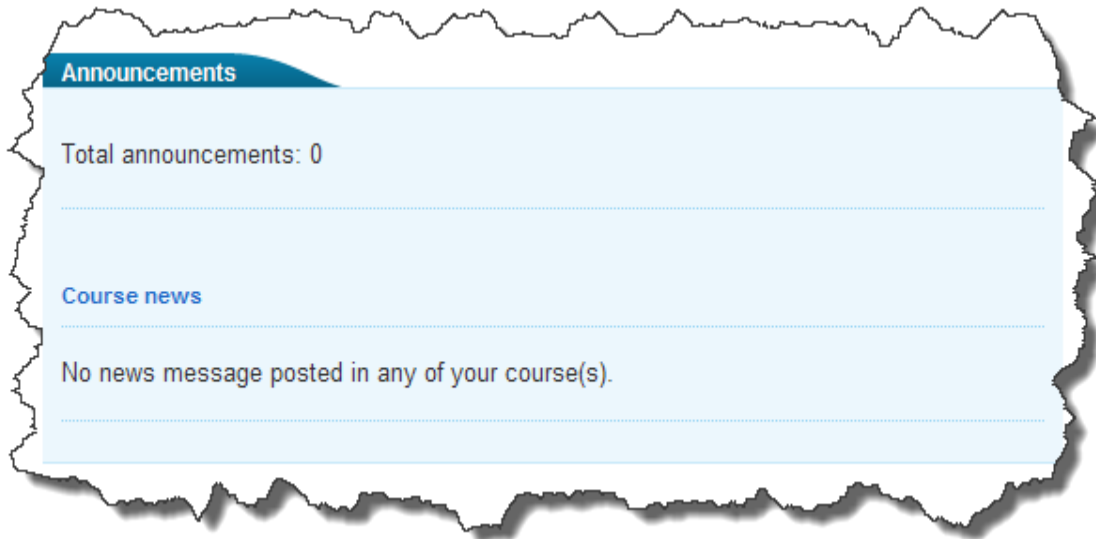 Announcements
Total announcements: 0
Course news
No news message posted in any of your course(s).